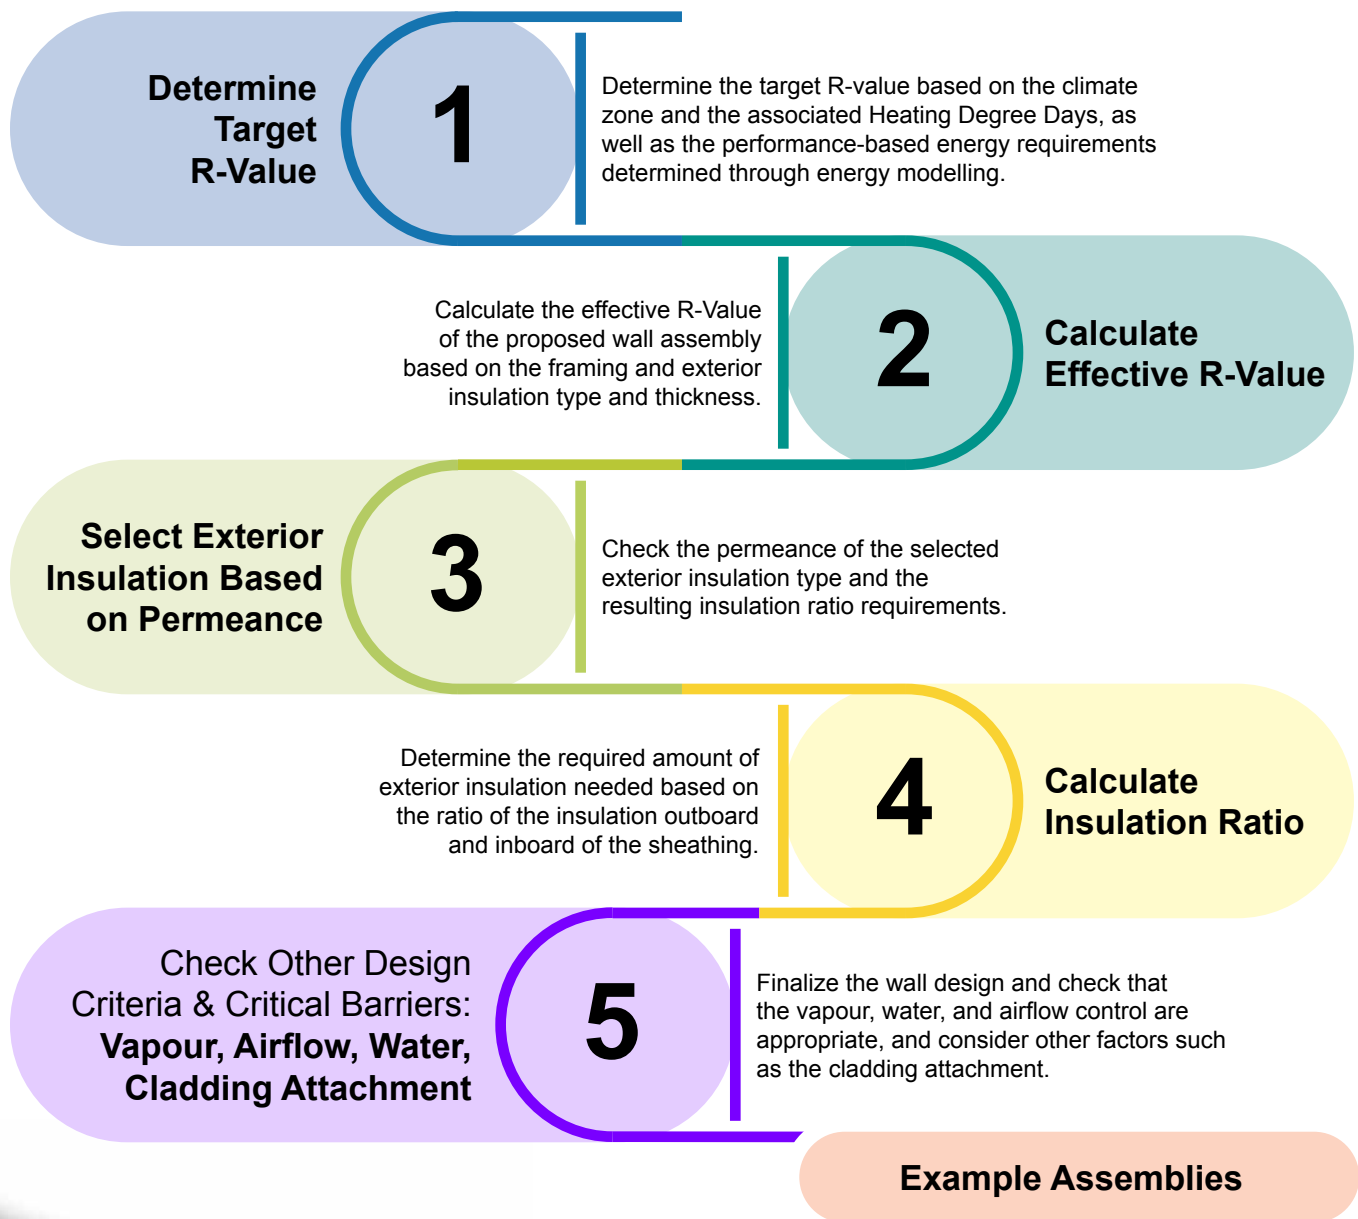 Determine
Target
R-Value
1
Determine the target R-value based on the climate
zone and the associated Heating Degree Days, as
well as the performance-based energy requirements
determined through energy modelling.
Calculate the effective R-Value
of the proposed wall assembly
based on the framing and exterior
insulation type and thickness.
2
Calculate
Effective R-Value
Select Exterior
Insulation Based
on Permeance
3
Check the permeance of the selected
exterior insulation type and the
resulting insulation ratio requirements.
Determine the required amount of
exterior insulation needed based on
the ratio of the insulation outboard
and inboard of the sheathing.
4
Calculate
Insulation Ratio
Check Other Design
Criteria & Critical Barriers:
Vapour, Airflow, Water,
Cladding Attachment
5
Finalize the wall design and check that
the vapour, water, and airflow control are
appropriate, and consider other factors such
as the cladding attachment.
Example Assemblies